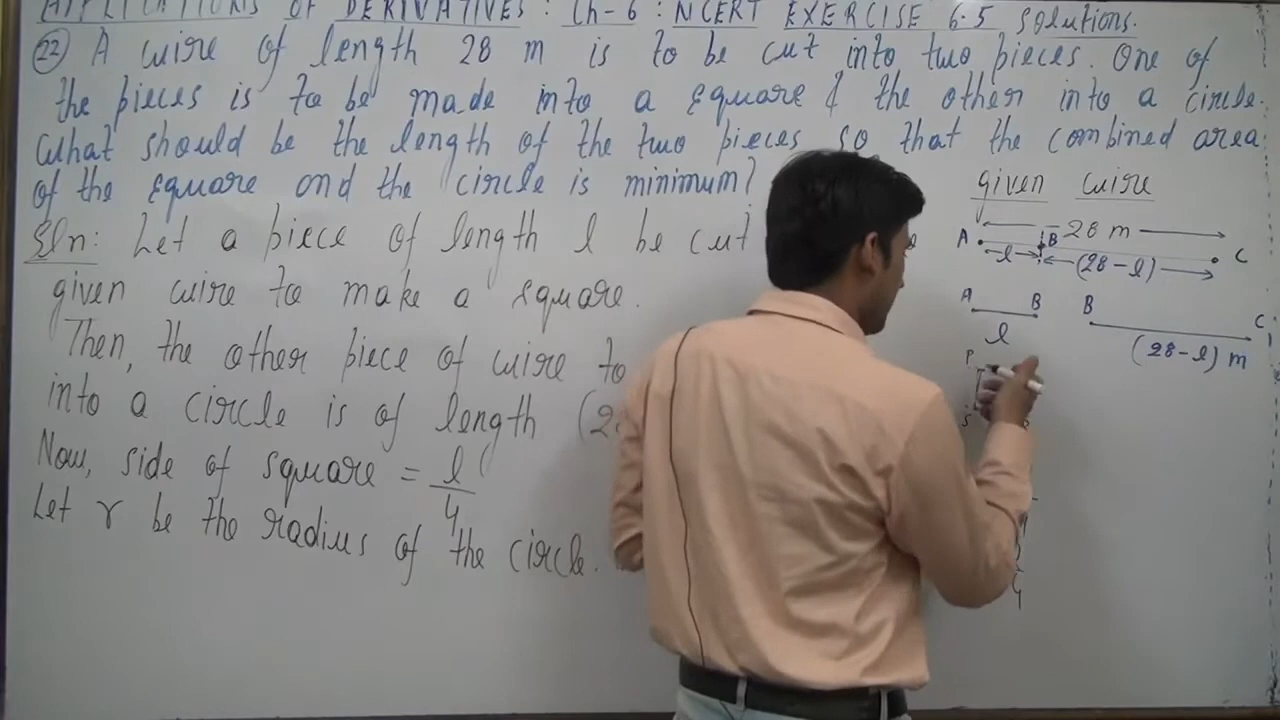 APPLICATIONS OF DERIVATIVES : Ch-6 : NCERT EXERCISE 6.5 solutions.
(22) A wire of length 28 m is to be cut into two pieces. One of
the pieces is to be made into a square & the other into a circle.
What should be the length of the two pieces so that the combined area
of the square and the circle is minimum?
Sln: Let a piece of length l be cut
given wire to make a square.
Then, the other piece of wire to
into a circle is of length (2
Now, side of square = l/4
Let r be the radius of the circle.
given wire
28 m
A B C
l (28-l)
A B B C
l (28-l) m
P
S